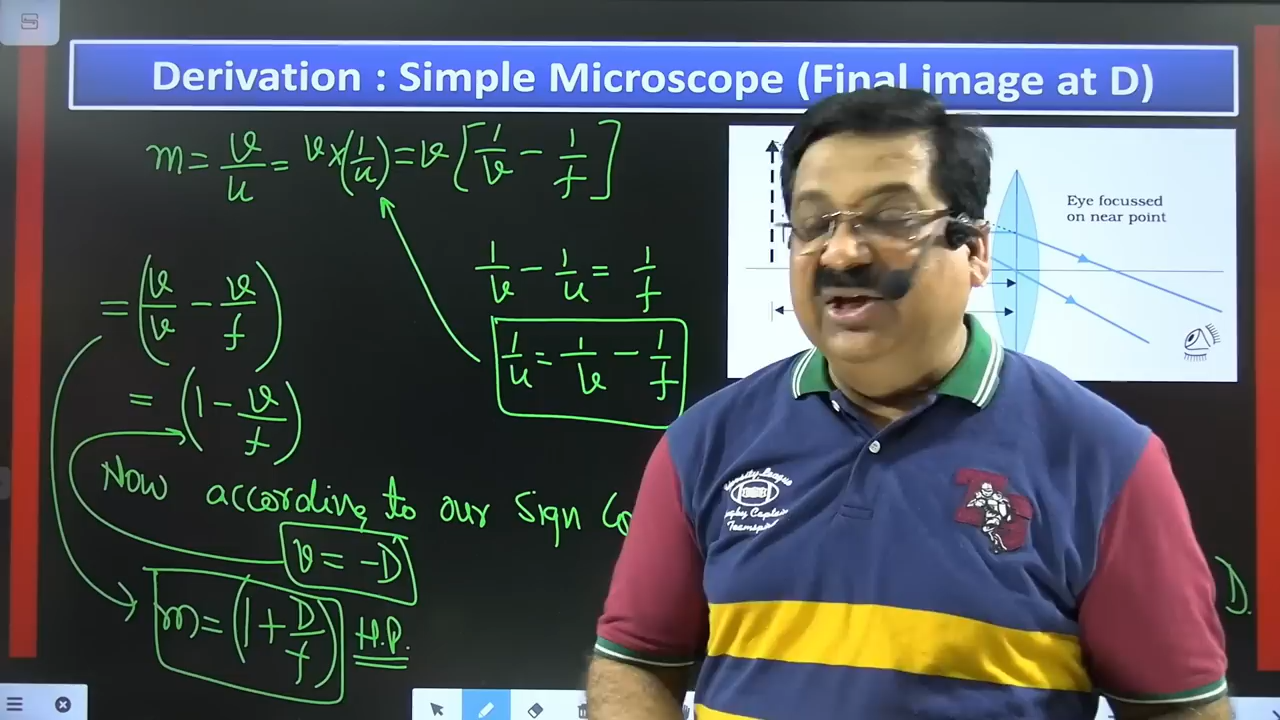 Derivation : Simple Microscope (Final image at D)
m = v/u = v×(1/u) = v[1/v − 1/f]
Eye focussed
on near point
1/v − 1/u = 1/f
= (v/v − v/f)
1/u = 1/v − 1/f
= (1 − v/f)
Now according to our sign Co
v = −D
D.
m = (1 + D/f) H.P.
Teamspi